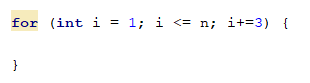 for (int i = 1; i <= n; i+=3) {
}